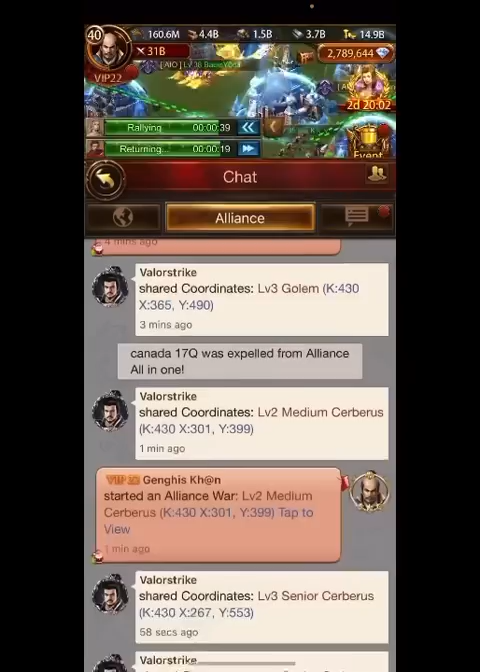 40
160.6M 4.4B 1.5B 3.7B 14.9B
31B
2,789,644
VIP22
2d 20:02
Rallying 00:00:39
Returning... 00:00:19
Event
Chat
Alliance
4 mins ago
Valorstrike
shared Coordinates: Lv3 Golem (K:430
X:365, Y:490)
3 mins ago
canada 17Q was expelled from Alliance
All in one!
Valorstrike
shared Coordinates: Lv2 Medium Cerberus
(K:430 X:301, Y:399)
1 min ago
Genghis Kh@n
started an Alliance War: Lv2 Medium
Cerberus (K:430 X:301, Y:399) Tap to
View
1 min ago
Valorstrike
shared Coordinates: Lv3 Senior Cerberus
(K:430 X:267, Y:553)
58 secs ago
Valorstrike